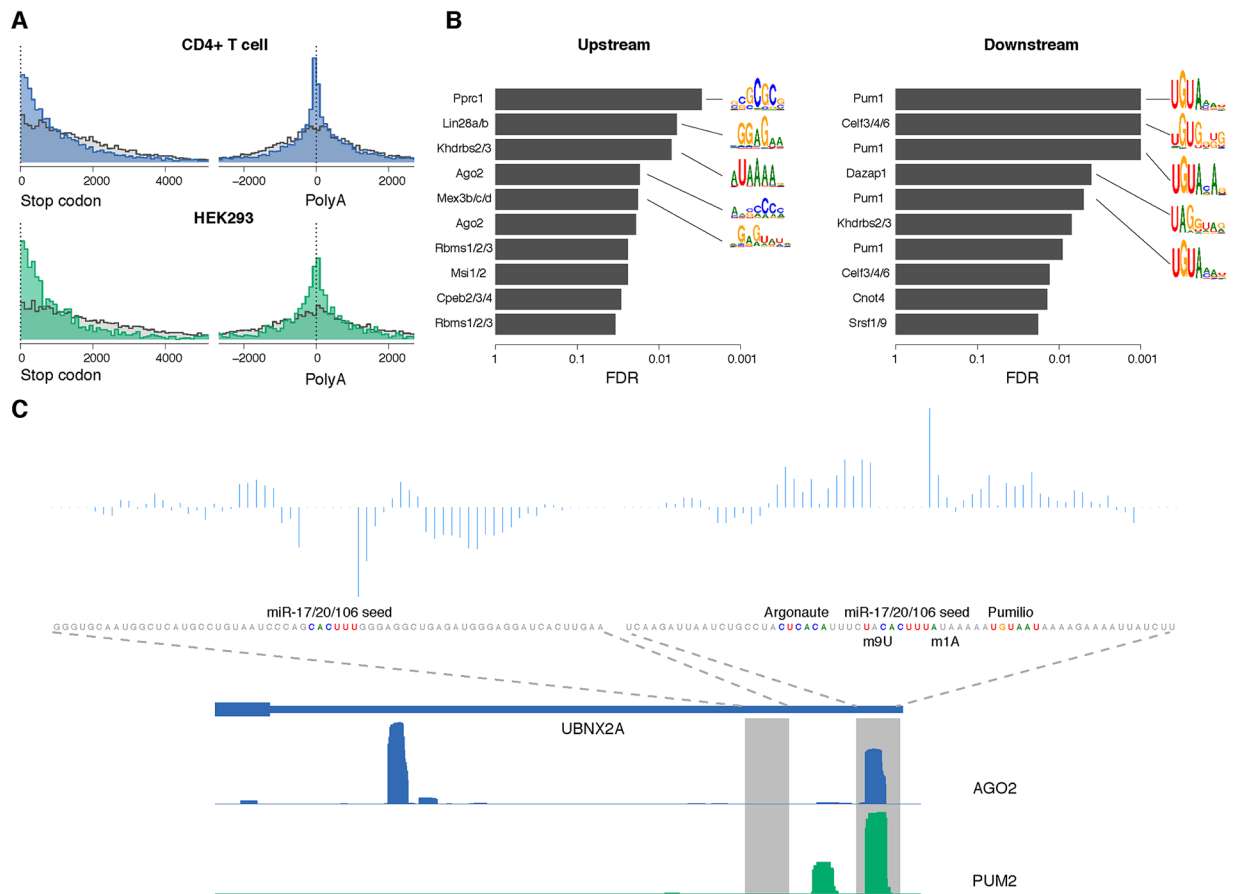 A
CD4+ T cell
0 2000 4000
Stop codon
−2000 0 2000
PolyA
HEK293
0 2000 4000
Stop codon
−2000 0 2000
PolyA
B
Upstream
Pprc1
Lin28a/b
Khdrbs2/3
Ago2
Mex3b/c/d
Ago2
Rbms1/2/3
Msi1/2
Cpeb2/3/4
Rbms1/2/3
1 0.1 0.01 0.001
FDR
Downstream
Pum1
Celf3/4/6
Pum1
Dazap1
Pum1
Khdrbs2/3
Pum1
Celf3/4/6
Cnot4
Srsf1/9
1 0.1 0.01 0.001
FDR
C
miR-17/20/106 seed
GGGUGCAAUGGCUCAUGCCUGUAAUCCCAGCACUUUGGGAGGCUGAGAUGGGAGGAUCACUUGAA
Argonaute miR-17/20/106 seed Pumilio
UCAAGAUUAAUCUGCCUACUCACAUUUCUACACUUUAUAAAAAUGUAAUAAAAGAAAAUUAUCUU
m9U m1A
UBNX2A
AGO2
PUM2